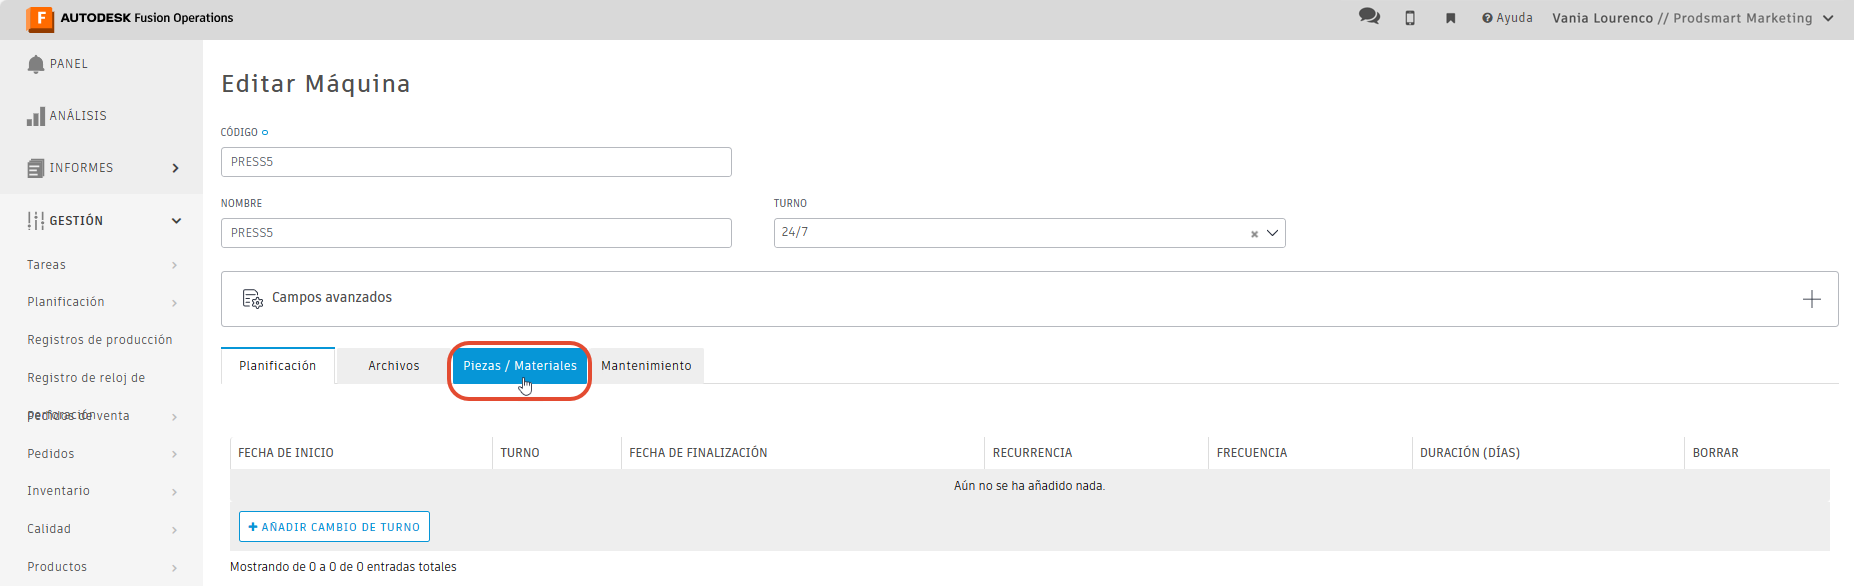 F AUTODESK Fusion Operations
Ayuda
Vania Lourenco // Prodsmart Marketing
PANEL
ANÁLISIS
INFORMES
GESTIÓN
Tareas
Planificación
Registros de producción
Registro de reloj de
perforación
Pedidos de venta
Pedidos
Inventario
Calidad
Productos
Editar Máquina
CÓDIGO
PRESS5
NOMBRE
PRESS5
TURNO
24/7
Campos avanzados
Planificación Archivos Piezas / Materiales Mantenimiento
FECHA DE INICIO TURNO FECHA DE FINALIZACIÓN RECURRENCIA FRECUENCIA DURACIÓN (DÍAS) BORRAR
Aún no se ha añadido nada.
+ AÑADIR CAMBIO DE TURNO
Mostrando de 0 a 0 de 0 entradas totales